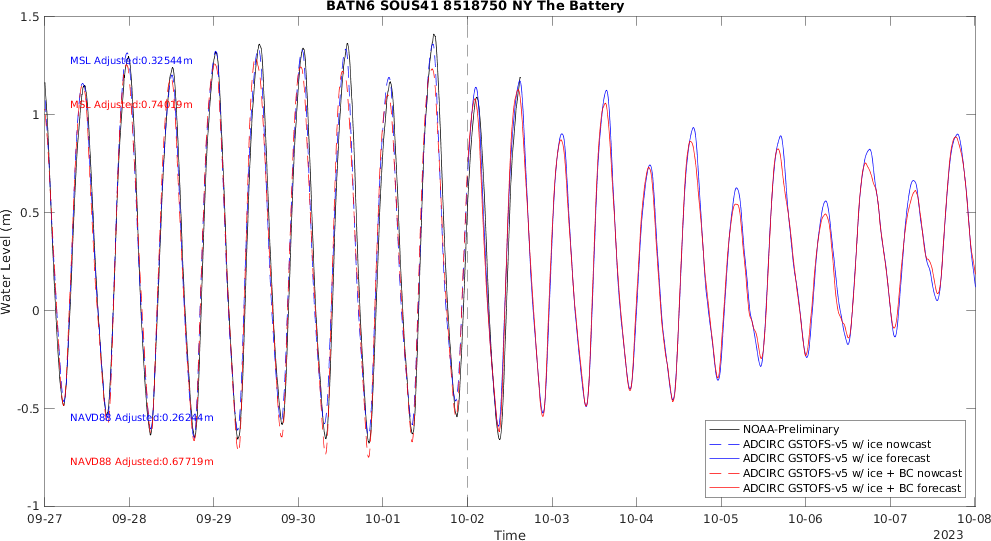 BATN6 SOUS41 8518750 NY The Battery
1.5
MSL Adjusted:0.32544m
MSL Adjusted:0.74019m
1
0.5
Water Level (m)
0
-0.5
NAVD88 Adjusted:0.26244m
NAVD88 Adjusted:0.67719m
NOAA-Preliminary
ADCIRC GSTOFS-v5 w/ ice nowcast
ADCIRC GSTOFS-v5 w/ ice forecast
ADCIRC GSTOFS-v5 w/ ice + BC nowcast
ADCIRC GSTOFS-v5 w/ ice + BC forecast
-1
09-27 09-28 09-29 09-30 10-01 10-02 10-03 10-04 10-05 10-06 10-07 10-08
Time
2023